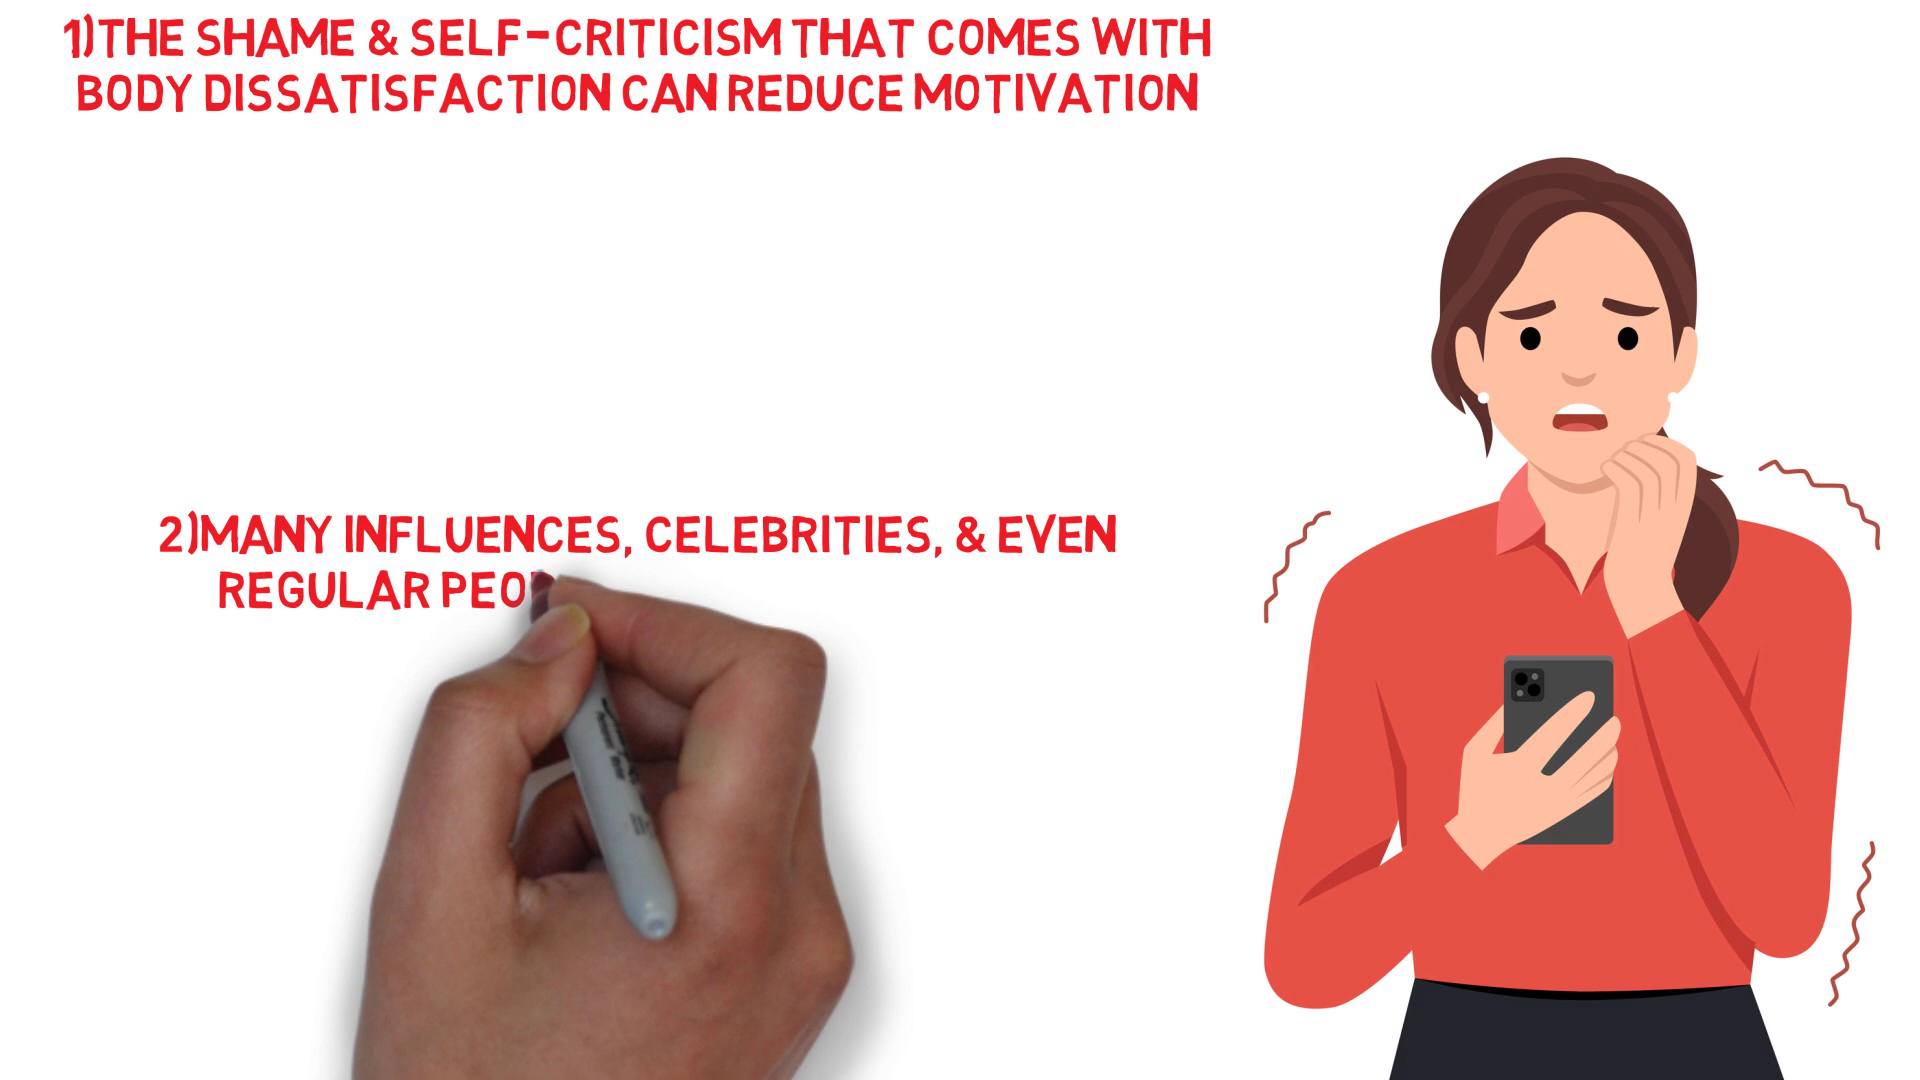 1)THE SHAME & SELF-CRITICISM THAT COMES WITH
BODY DISSATISFACTION CAN REDUCE MOTIVATION
2)MANY INFLUENCES, CELEBRITIES, & EVEN
REGULAR